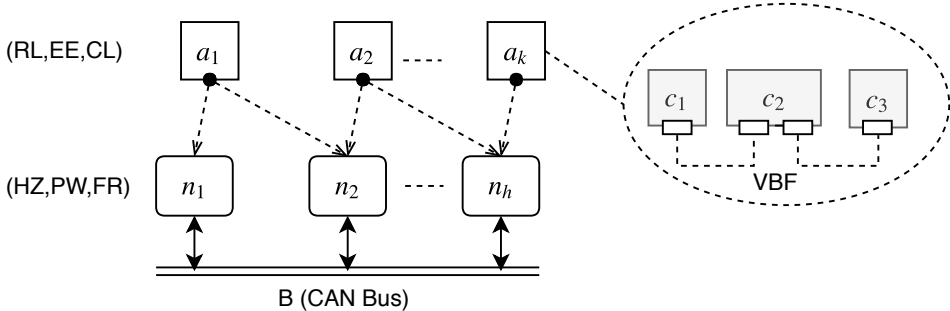 (RL,EE,CL) a1 a2 ak
c1 c2 c3
VBF
(HZ,PW,FR) n1 n2 nh
B (CAN Bus)